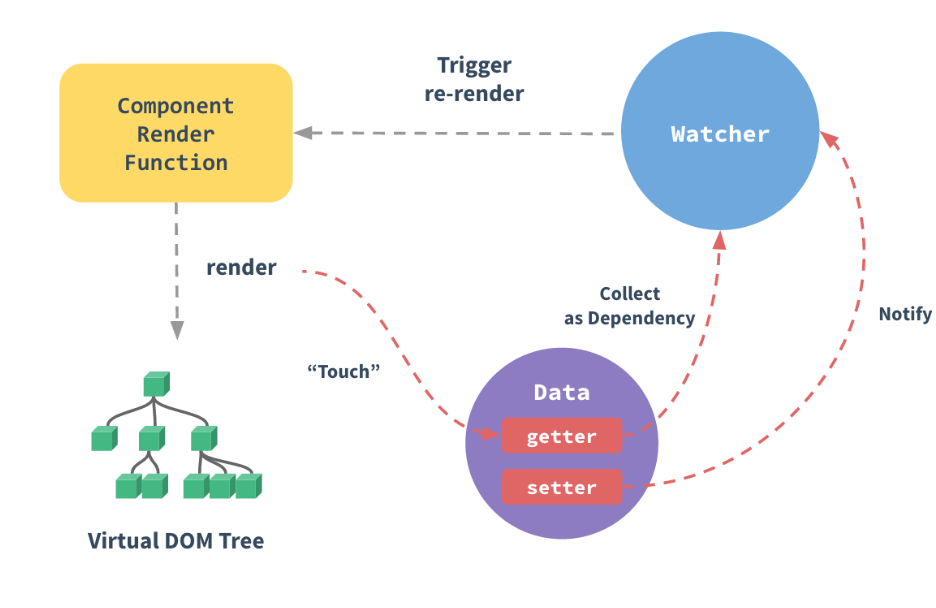 Trigger
re-render
Component
Render
Function
Watcher
render
Collect
as Dependency
Notify
“Touch”
Data
getter
setter
Virtual DOM Tree